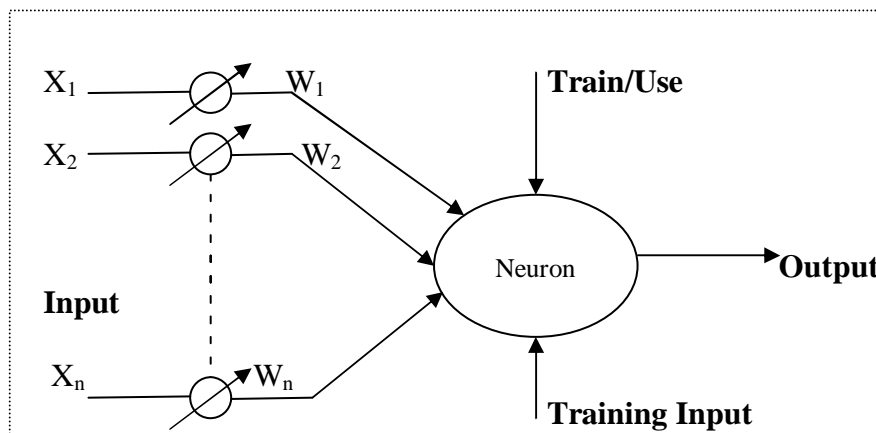 X₁
W₁
Train/Use
X₂
W₂
Neuron
Output
Input
Xₙ
Wₙ
Training Input